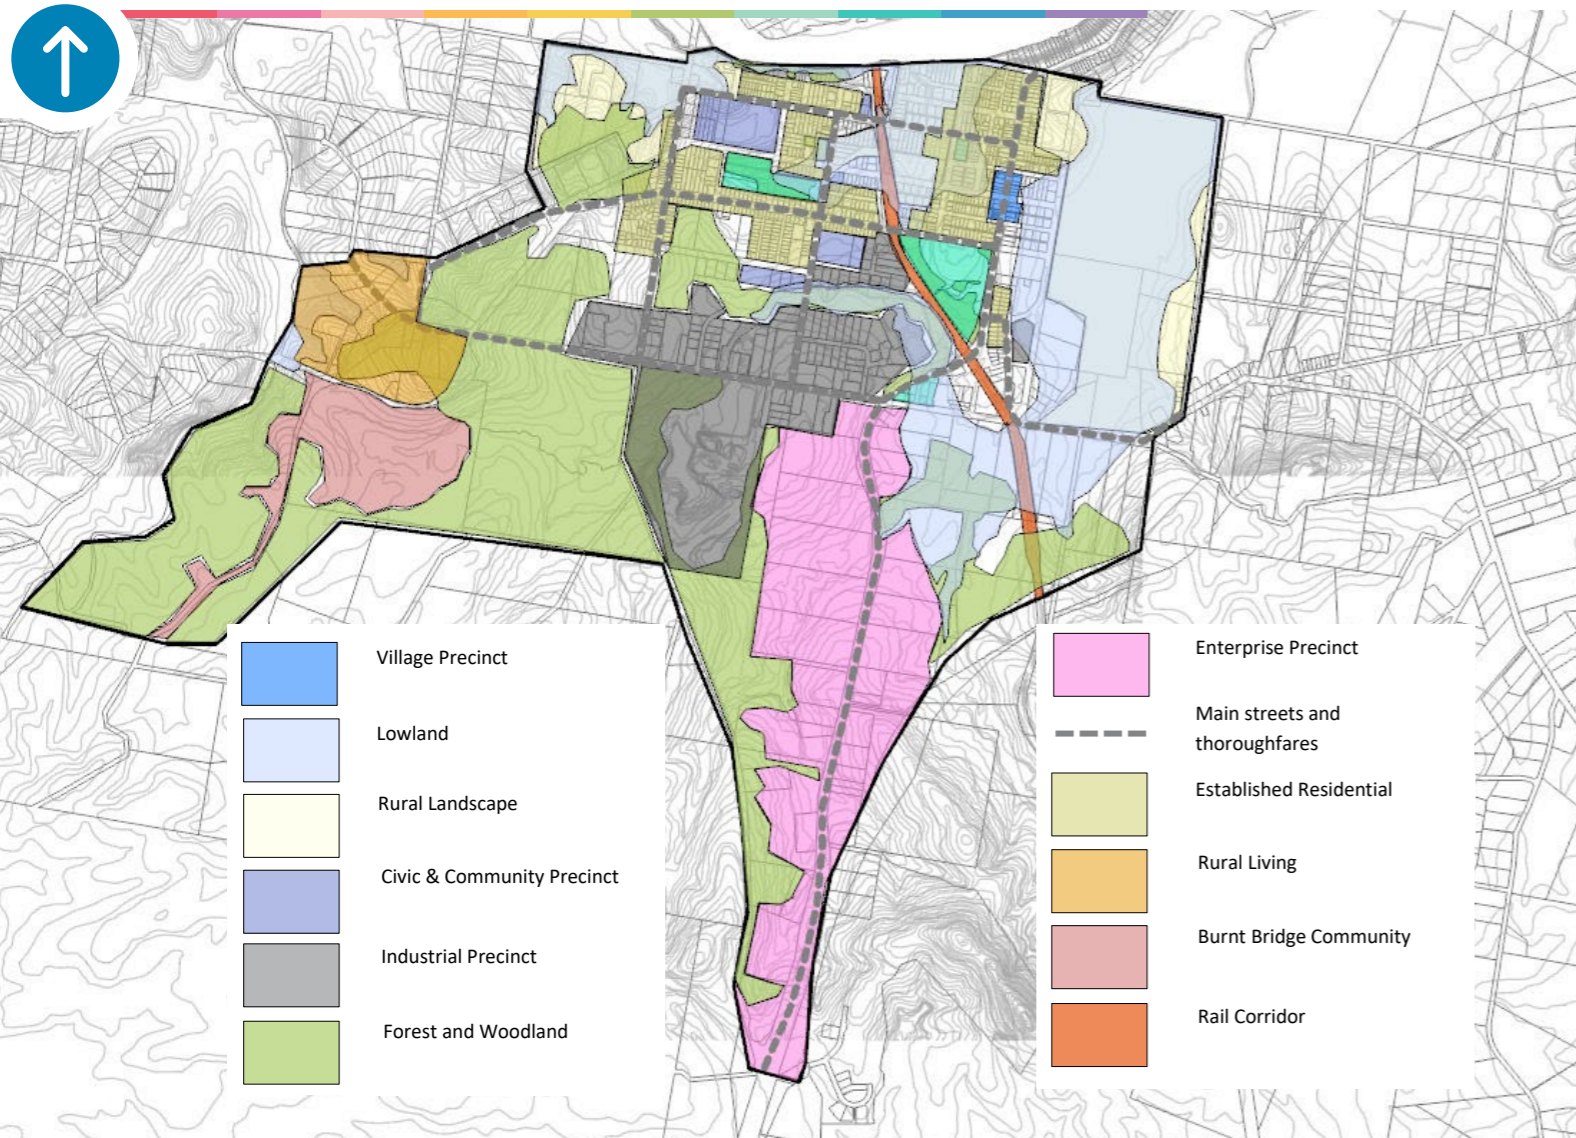 Village Precinct
Lowland
Rural Landscape
Civic & Community Precinct
Industrial Precinct
Forest and Woodland
Enterprise Precinct
Main streets and
thoroughfares
Established Residential
Rural Living
Burnt Bridge Community
Rail Corridor